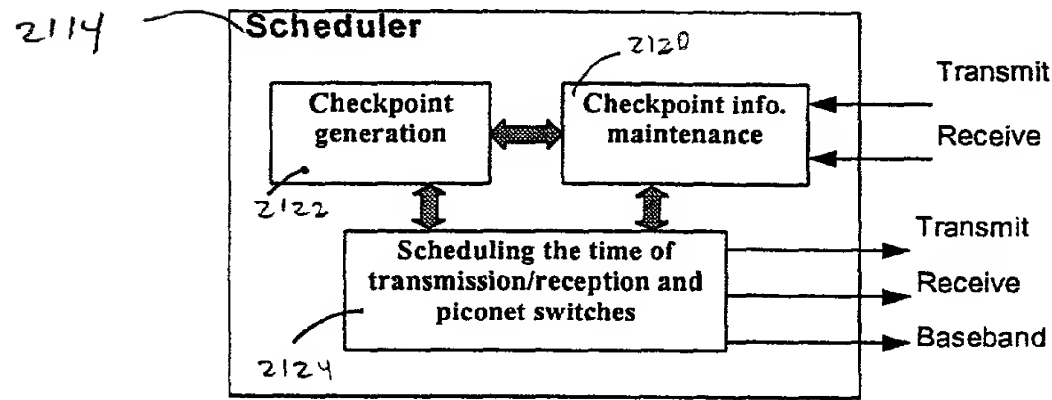 2114
Scheduler
2120
Transmit
Checkpoint
generation
Checkpoint info.
maintenance
Receive
2122
Transmit
Scheduling the time of
transmission/reception and
piconet switches
Receive
Baseband
2124